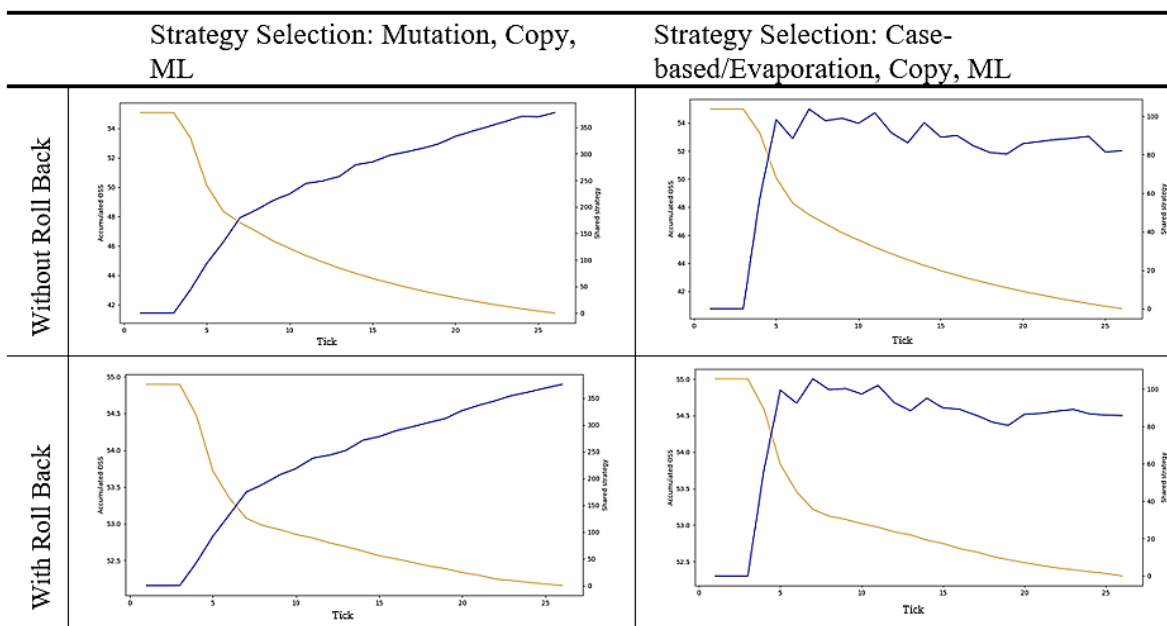 Strategy Selection: Mutation, Copy,
ML
Strategy Selection: Case-
based/Evaporation, Copy, ML
Without Roll Back
54
52
50
48
46
44
42
Accumulated OSS
350
300
250
200
150
100
50
0
Shared strategy
0 5 10 15 20 25
Tick
54
52
50
48
46
44
42
Accumulated OSS
100
80
60
40
20
0
Shared strategy
0 5 10 15 20 25
Tick
With Roll Back
55.0
54.5
54.0
53.5
53.0
52.5
Accumulated OSS
350
300
250
200
150
100
50
0
Shared strategy
0 5 10 15 20 25
Tick
55.0
54.5
54.0
53.5
53.0
52.5
Accumulated OSS
100
80
60
40
20
0
Shared strategy
0 5 10 15 20 25
Tick